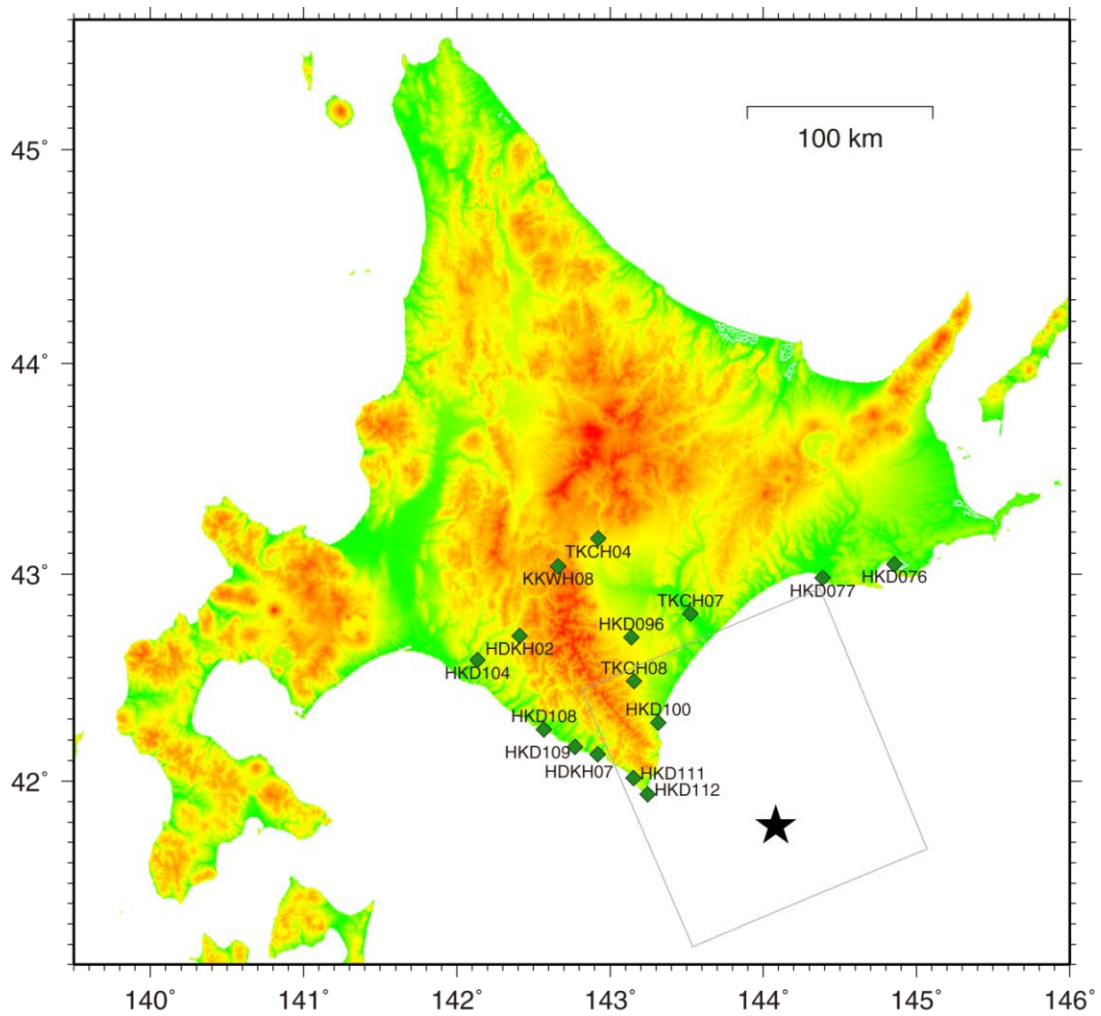 100 km
45˚
44˚
43˚
42˚
TKCH04
KKWH08
HKD076
HKD077
TKCH07
HKD096
HDKH02
HKD104
TKCH08
HKD100
HKD108
HKD109
HDKH07
HKD111
HKD112
140˚
141˚
142˚
143˚
144˚
145˚
146˚